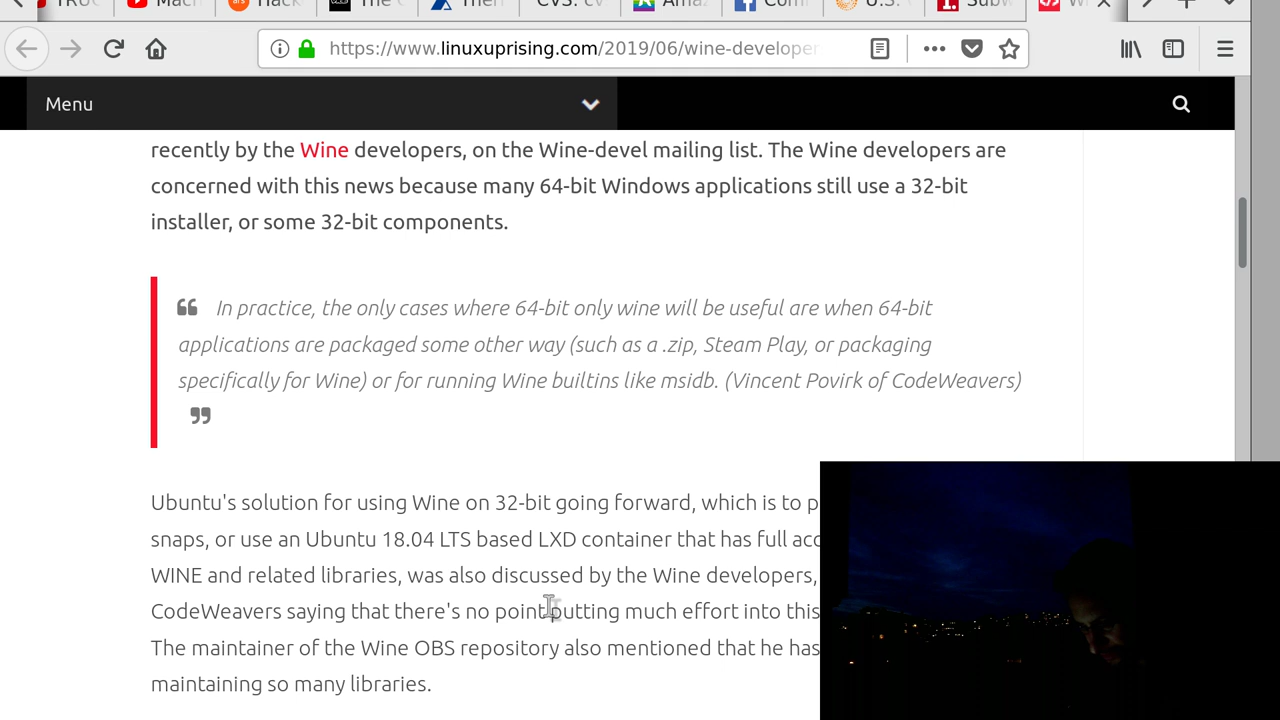 Mach
Hack
The
CVS: cv
Amaz
U.S.
Subw
https://www.linuxuprising.com/2019/06/wine-developer
Menu
recently by the Wine developers, on the Wine-devel mailing list. The Wine developers are
concerned with this news because many 64-bit Windows applications still use a 32-bit
installer, or some 32-bit components.
❝ In practice, the only cases where 64-bit only wine will be useful are when 64-bit
applications are packaged some other way (such as a .zip, Steam Play, or packaging
specifically for Wine) or for running Wine builtins like msidb. (Vincent Povirk of CodeWeavers)
❞
Ubuntu's solution for using Wine on 32-bit going forward, which is to p
snaps, or use an Ubuntu 18.04 LTS based LXD container that has full acc
WINE and related libraries, was also discussed by the Wine developers,
CodeWeavers saying that there's no point putting much effort into this
The maintainer of the Wine OBS repository also mentioned that he has
maintaining so many libraries.